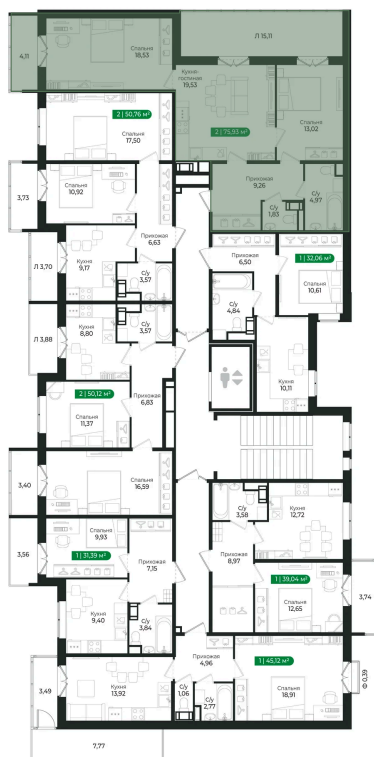 Л 15,11
4,11
Спальня
18,53
Кухня-
гостиная
19,53
2 | 75,93 м²
Спальня
13,02
2 | 50,76 м²
Спальня
17,50
Прихожая
9,26
С/у
1,83
С/у
4,97
3,73
Спальня
10,92
Прихожая
6,63
Прихожая
6,50
1 | 32,06 м²
Спальня
10,61
Л 3,70
Кухня
9,17
С/у
3,57
С/у
4,84
Л 3,88
Кухня
8,80
С/у
3,57
Кухня
10,11
2 | 50,12 м²
Спальня
11,37
Прихожая
6,83
3,40
Спальня
16,59
С/у
3,58
Кухня
12,72
3,56
Спальня
9,93
1 | 31,39 м²
Прихожая
7,15
Прихожая
8,97
1 | 39,04 м²
Спальня
12,65
3,74
Кухня
9,40
С/у
3,84
Прихожая
4,96
1 | 45,12 м²
Ф 0,39
3,49
Кухня
13,92
С/у
1,06
С/у
2,77
Спальня
18,91
7,77